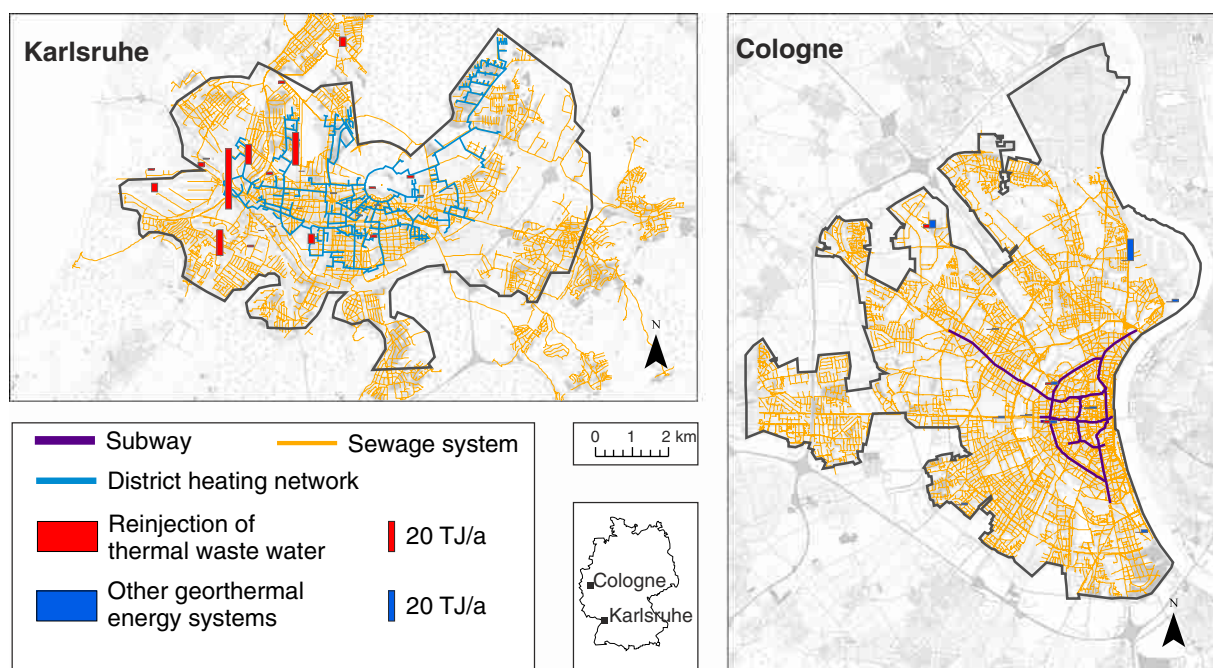 Karlsruhe
N
Cologne
N
Subway
Sewage system
District heating network
Reinjection of
thermal waste water
20 TJ/a
Other georthermal
energy systems
20 TJ/a
0 1 2 km
Cologne
Karlsruhe